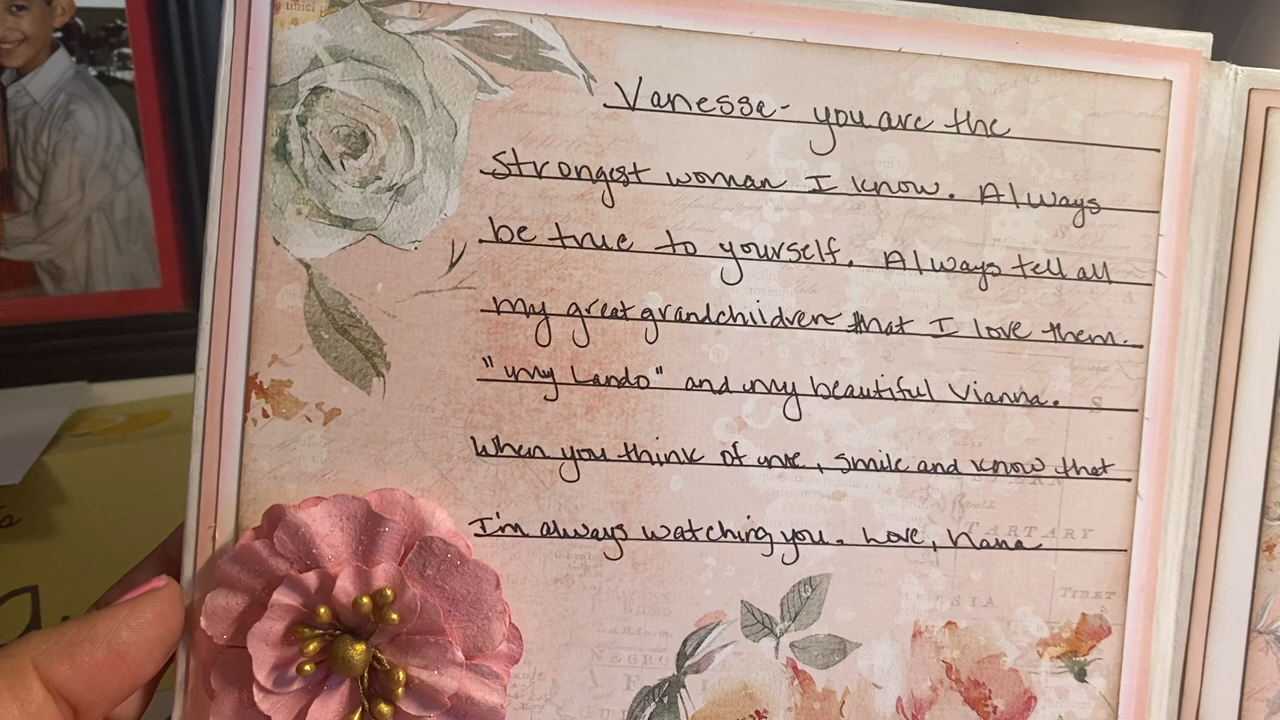 Vanessa- you are the
strongest woman I know. Always
be true to yourself. Always tell all
my great grandchildren that I love them.
"my Lando" and my beautiful Vianna.
When you think of me, smile and know that
I'm always watching you. Love, Nana
TARTARY
TIBET